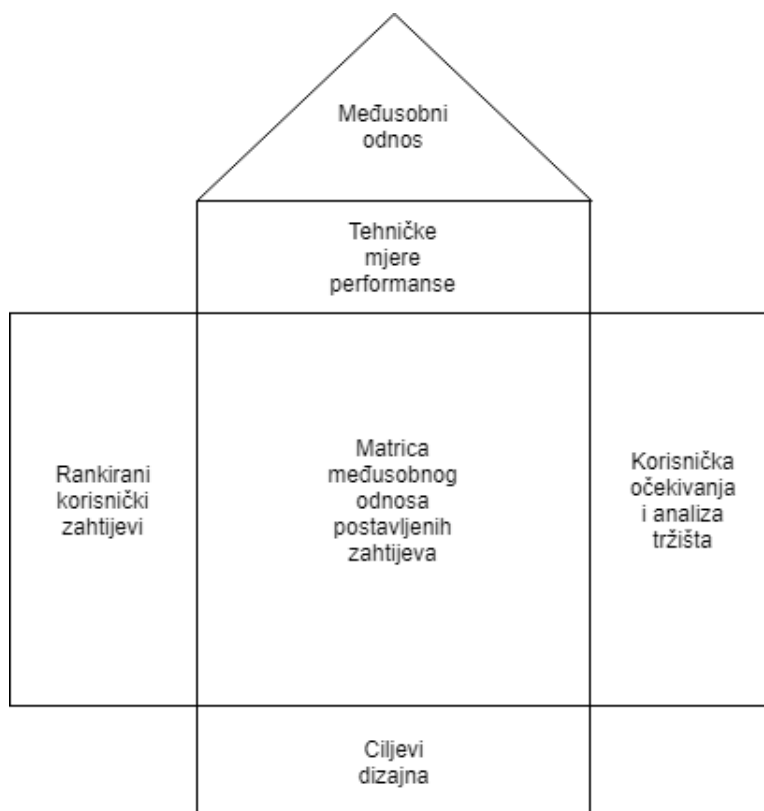 Međusobni
odnos
Tehničke
mjere
performanse
Rankirani
korisnički
zahtijevi
Matrica
međusobnog
odnosa
postavljenih
zahtijeva
Korisnička
očekivanja
i analiza
tržišta
Ciljevi
dizajna